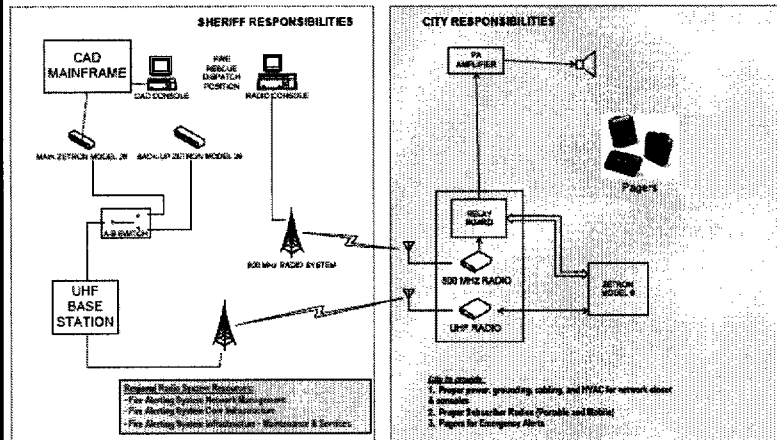 SHERIFF RESPONSIBILITIES
CITY RESPONSIBILITIES
CAD
MAINFRAME
CAD CONSOLE
FIRE
RESCUE
DISPATCH
POSITION
RADIO CONSOLE
MAIN ZETRON MODEL 26
BACK-UP ZETRON MODEL 26
A-B SWITCH
UHF
BASE
STATION
800 MHz RADIO SYSTEM
PA
AMPLIFIER
Pagers
RELAY
BOARD
800 MHZ RADIO
UHF RADIO
ZETRON
MODEL 6
Regional Radio System Resources:
- Fire Alerting System Network Management
- Fire Alerting System Core Infrastructure
- Fire Alerting System Infrastructure - Maintenance & Services
City to provide:
1. Proper power, grounding, cabling, and HVAC for network closet
& consoles
2. Proper Subscriber Radios (Portable and Mobile)
3. Pagers for Emergency Alerts